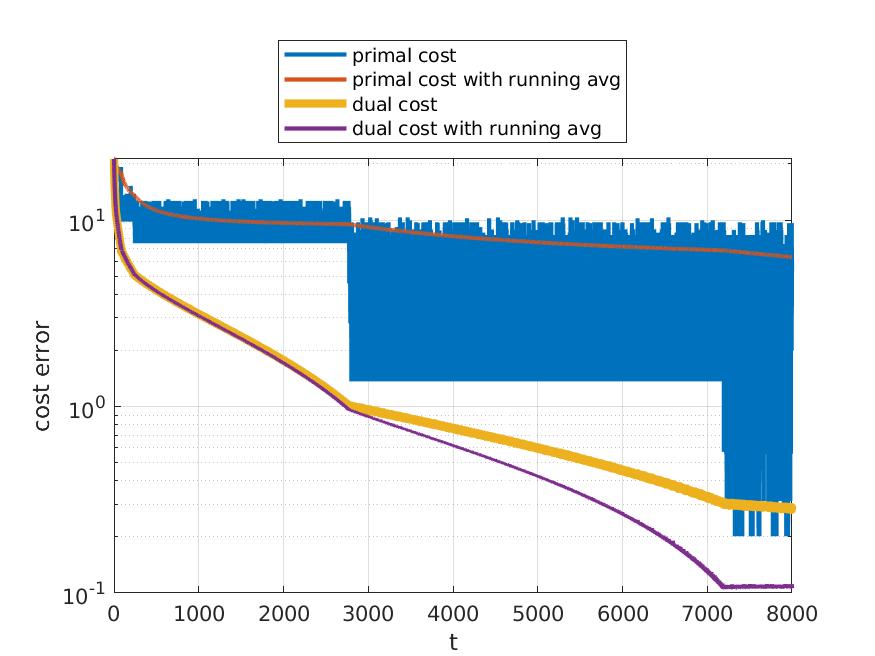 primal cost
primal cost with running avg
dual cost
dual cost with running avg
10^1
10^0
10^-1
cost error
0 1000 2000 3000 4000 5000 6000 7000 8000
t